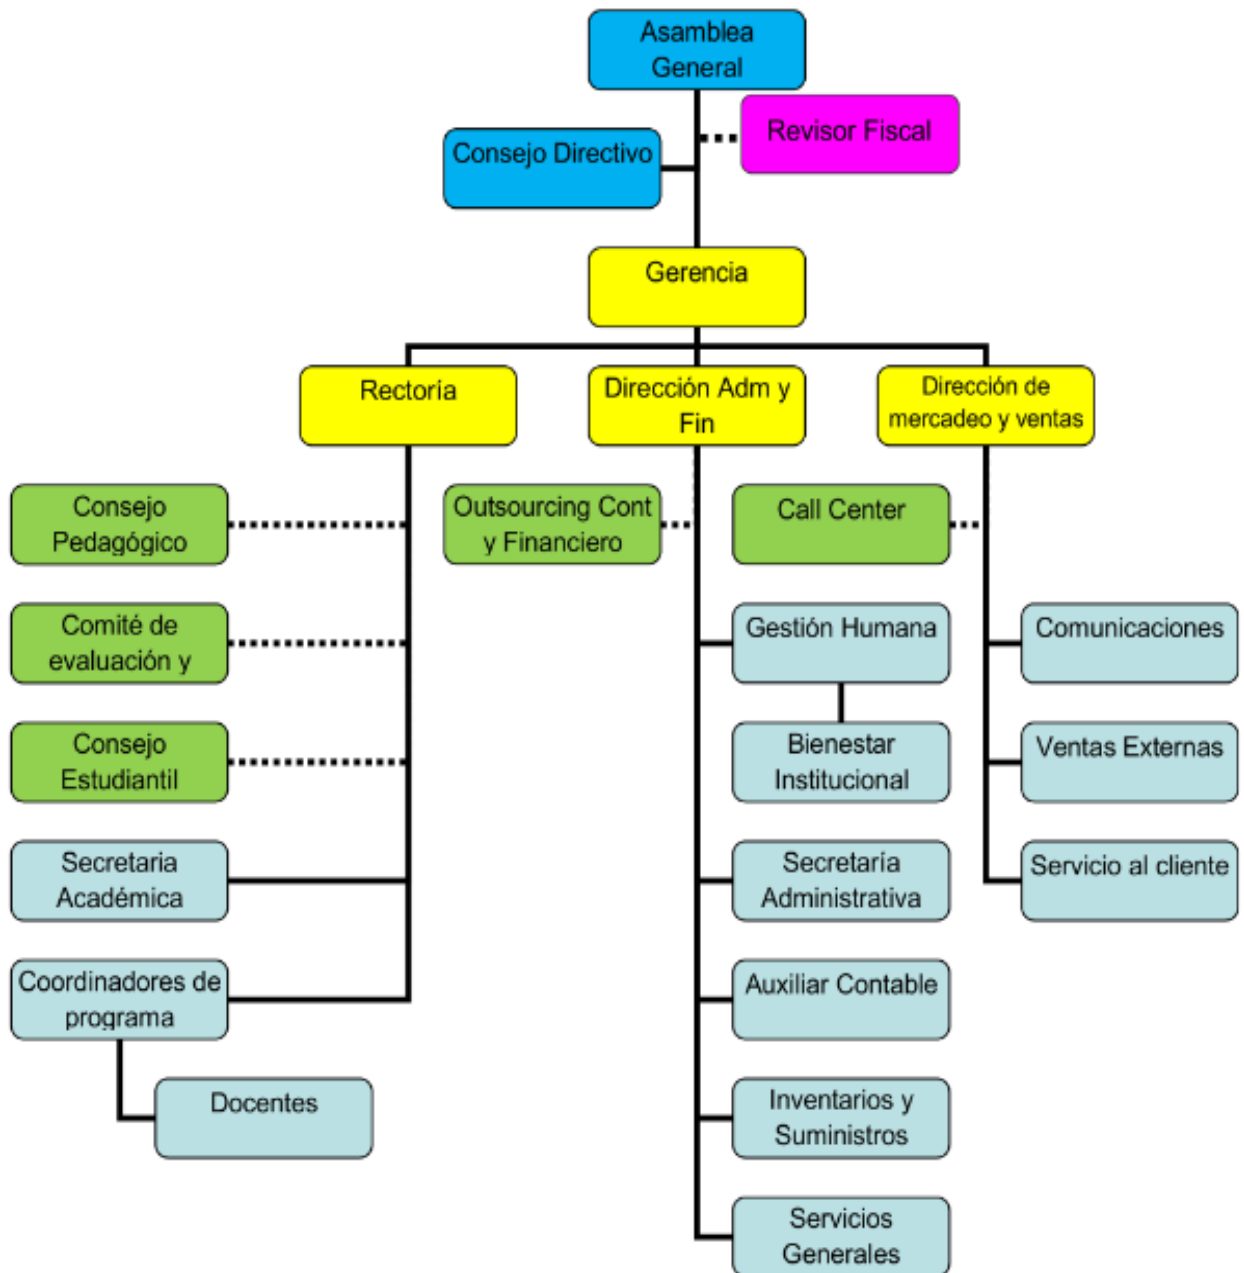 Asamblea
General
Revisor Fiscal
Consejo Directivo
Gerencia
Rectoría
Dirección Adm y
Fin
Dirección de
mercadeo y ventas
Consejo
Pedagógico
Outsourcing Cont
y Financiero
Call Center
Comité de
evaluación y
Gestión Humana
Comunicaciones
Consejo
Estudiantil
Bienestar
Institucional
Ventas Externas
Secretaria
Académica
Secretaría
Administrativa
Servicio al cliente
Coordinadores de
programa
Auxiliar Contable
Docentes
Inventarios y
Suministros
Servicios
Generales